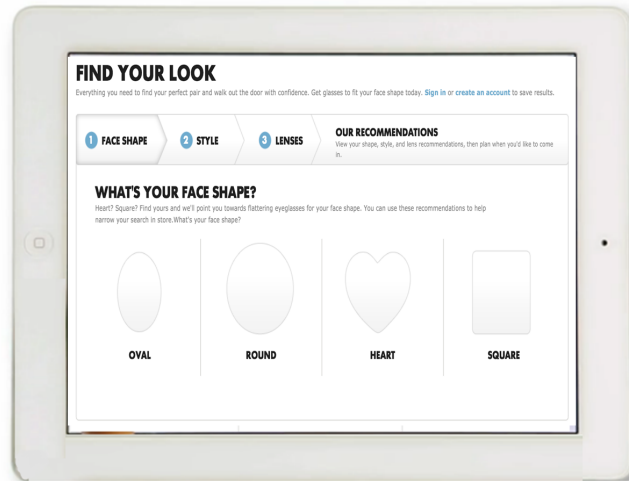 FIND YOUR LOOK
Everything you need to find your perfect pair and walk out the door with confidence. Get glasses to fit your face shape today. Sign in or create an account to save results.
1 FACE SHAPE
2 STYLE
3 LENSES
OUR RECOMMENDATIONS
View your shape, style, and lens recommendations, then plan when you'd like to come
in.
WHAT'S YOUR FACE SHAPE?
Heart? Square? Find yours and we'll point you towards flattering eyeglasses for your face shape. You can use these recommendations to help
narrow your search in store.What's your face shape?
OVAL
ROUND
HEART
SQUARE